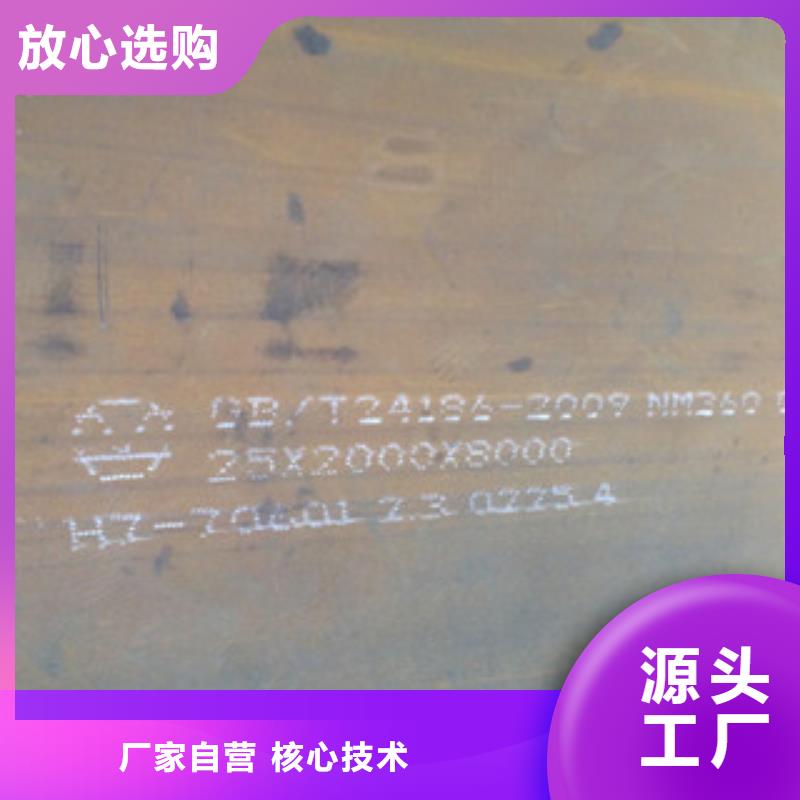 放心选购
GB/T24186-2009 NM360
25X2000X8000
源头
工厂
厂家自营 核心技术